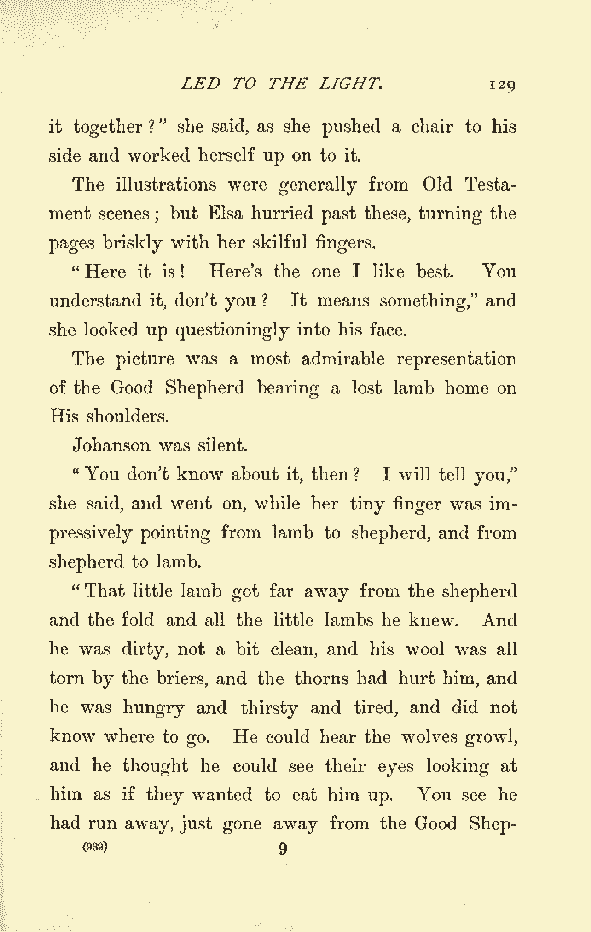 LED TO THE LIGHT. 129
it together?" she said, as she pushed a chair to his
side and worked herself up on to it.
The illustrations were generally from Old Testa-
ment scenes; but Elsa hurried past these, turning the
pages briskly with her skilful fingers.
"Here it is! Here's the one I like best. You
understand it, don't you? It means something," and
she looked up questioningly into his face.
The picture was a most admirable representation
of the Good Shepherd bearing a lost lamb home on
His shoulders.
Johanson was silent.
"You don't know about it, then? I will tell you,"
she said, and went on, while her tiny finger was im-
pressively pointing from lamb to shepherd, and from
shepherd to lamb.
"That little lamb got far away from the shepherd
and the fold and all the little lambs he knew. And
he was dirty, not a bit clean, and his wool was all
torn by the briers, and the thorns had hurt him, and
he was hungry and thirsty and tired, and did not
know where to go. He could hear the wolves growl,
and he thought he could see their eyes looking at
him as if they wanted to eat him up. You see he
had run away, just gone away from the Good Shep-
(939) 9